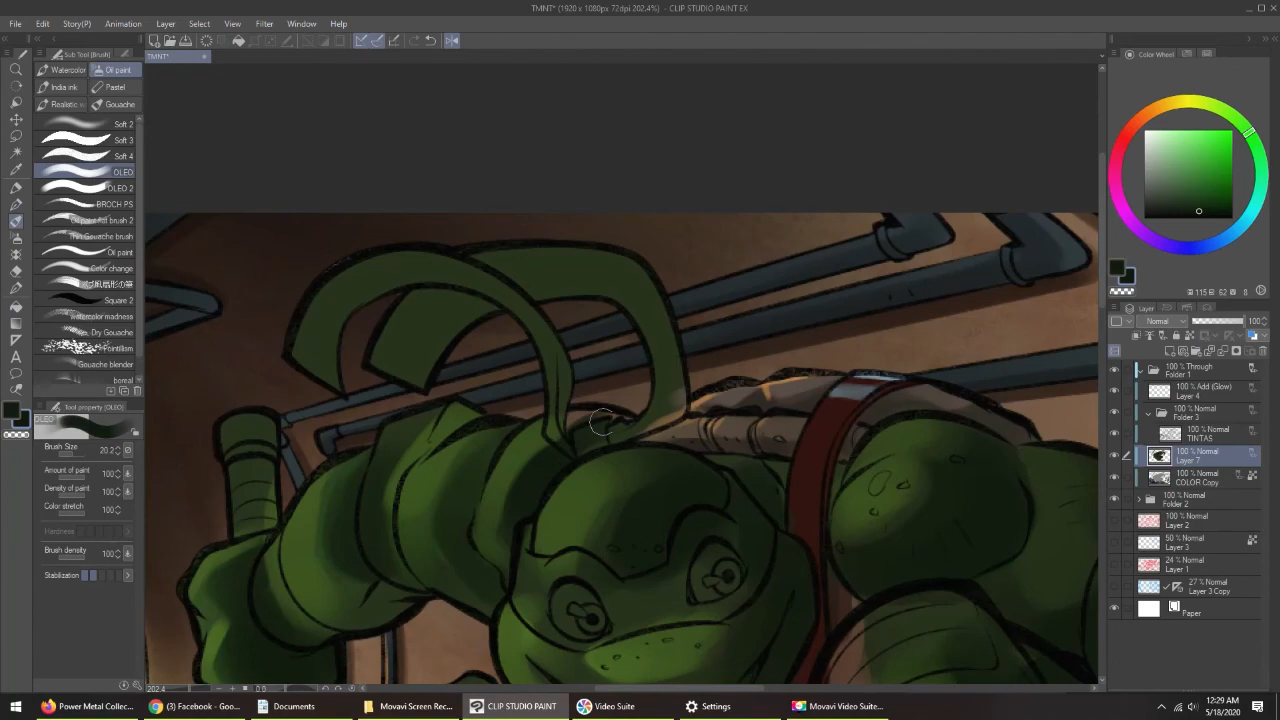 TMNT* (1920 x 1080px 72dpi 202,4%) - CLIP STUDIO PAINT EX
File Edit Story(P) Animation Layer Select View Filter Window Help
Sub Tool [Brush]
TMNT*
Color Wheel
Watercolor Oil paint
India ink Pastel
Realistic Gouache
Soft 2
Soft 3
Soft 4
OLEO
OLEO 2
BROCH PS
Oil paint flat brush 2
Thin Gouache brush
Oil paint
Color change
Square 2
watercolor madness
Dry Gouache
Pointillism
Gouache blender
boreal
Tool property [OLEO]
OLEO
Brush Size 20.2
Amount of paint 100
Density of paint 100
Color stretch 100
Hardness
Brush density 100
Stabilization
115 62 8
Layer
Normal 100
100 % Through
Folder 1
100 % Add (Glow)
Layer 4
100 % Normal
Folder 3
100 % Normal
TINTAS
100 % Normal
Layer 7
100 % Normal
COLOR Copy
100 % Normal
Folder 2
100 % Normal
Layer 2
50 % Normal
Layer 3
24 % Normal
Layer 1
27 % Normal
Layer 3 Copy
Paper
202.4 0.0
Power Metal Collec...
(3) Facebook - Goo...
Documents
Movavi Screen Rec...
CLIP STUDIO PAINT
Video Suite
Settings
Movavi Video Suite...
12:29 AM
5/18/2020